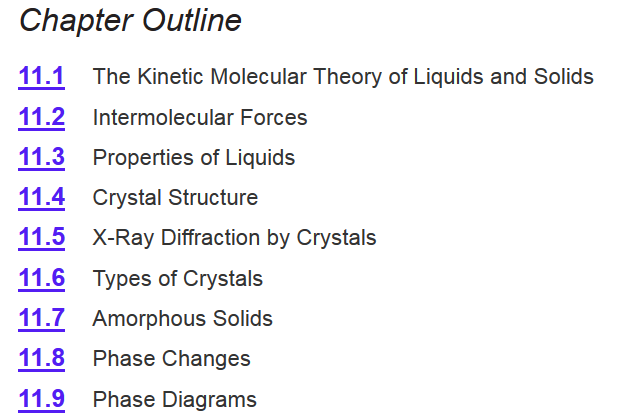 Chapter Outline
11.1 The Kinetic Molecular Theory of Liquids and Solids
11.2 Intermolecular Forces
11.3 Properties of Liquids
11.4 Crystal Structure
11.5 X-Ray Diffraction by Crystals
11.6 Types of Crystals
11.7 Amorphous Solids
11.8 Phase Changes
11.9 Phase Diagrams